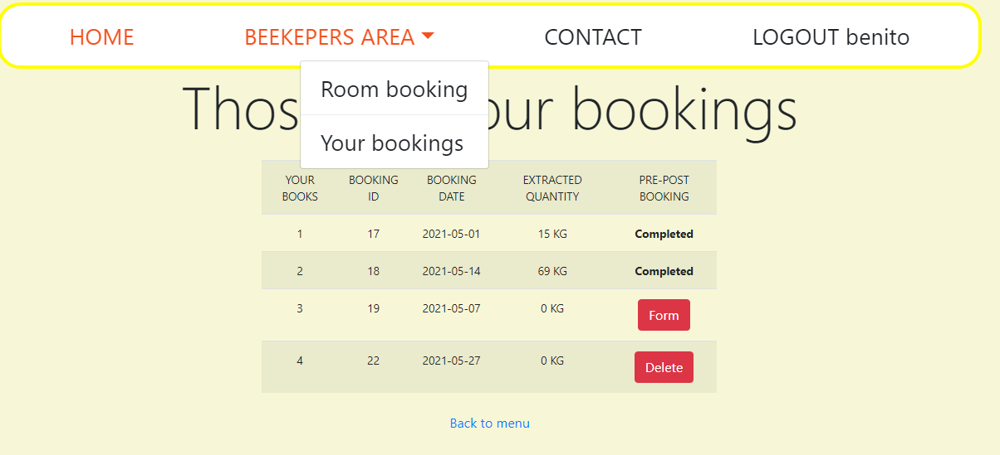 HOME BEEKEPERS AREA CONTACT LOGOUT benito
Room booking
Your bookings
Thos our bookings
YOUR BOOKS BOOKING ID BOOKING DATE EXTRACTED QUANTITY PRE-POST BOOKING
1 17 2021-05-01 15 KG Completed
2 18 2021-05-14 69 KG Completed
3 19 2021-05-07 0 KG Form
4 22 2021-05-27 0 KG Delete
Back to menu